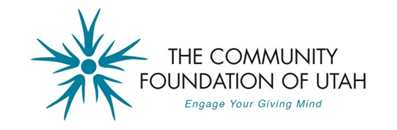 THE COMMUNITY
FOUNDATION OF UTAH
Engage Your Giving Mind